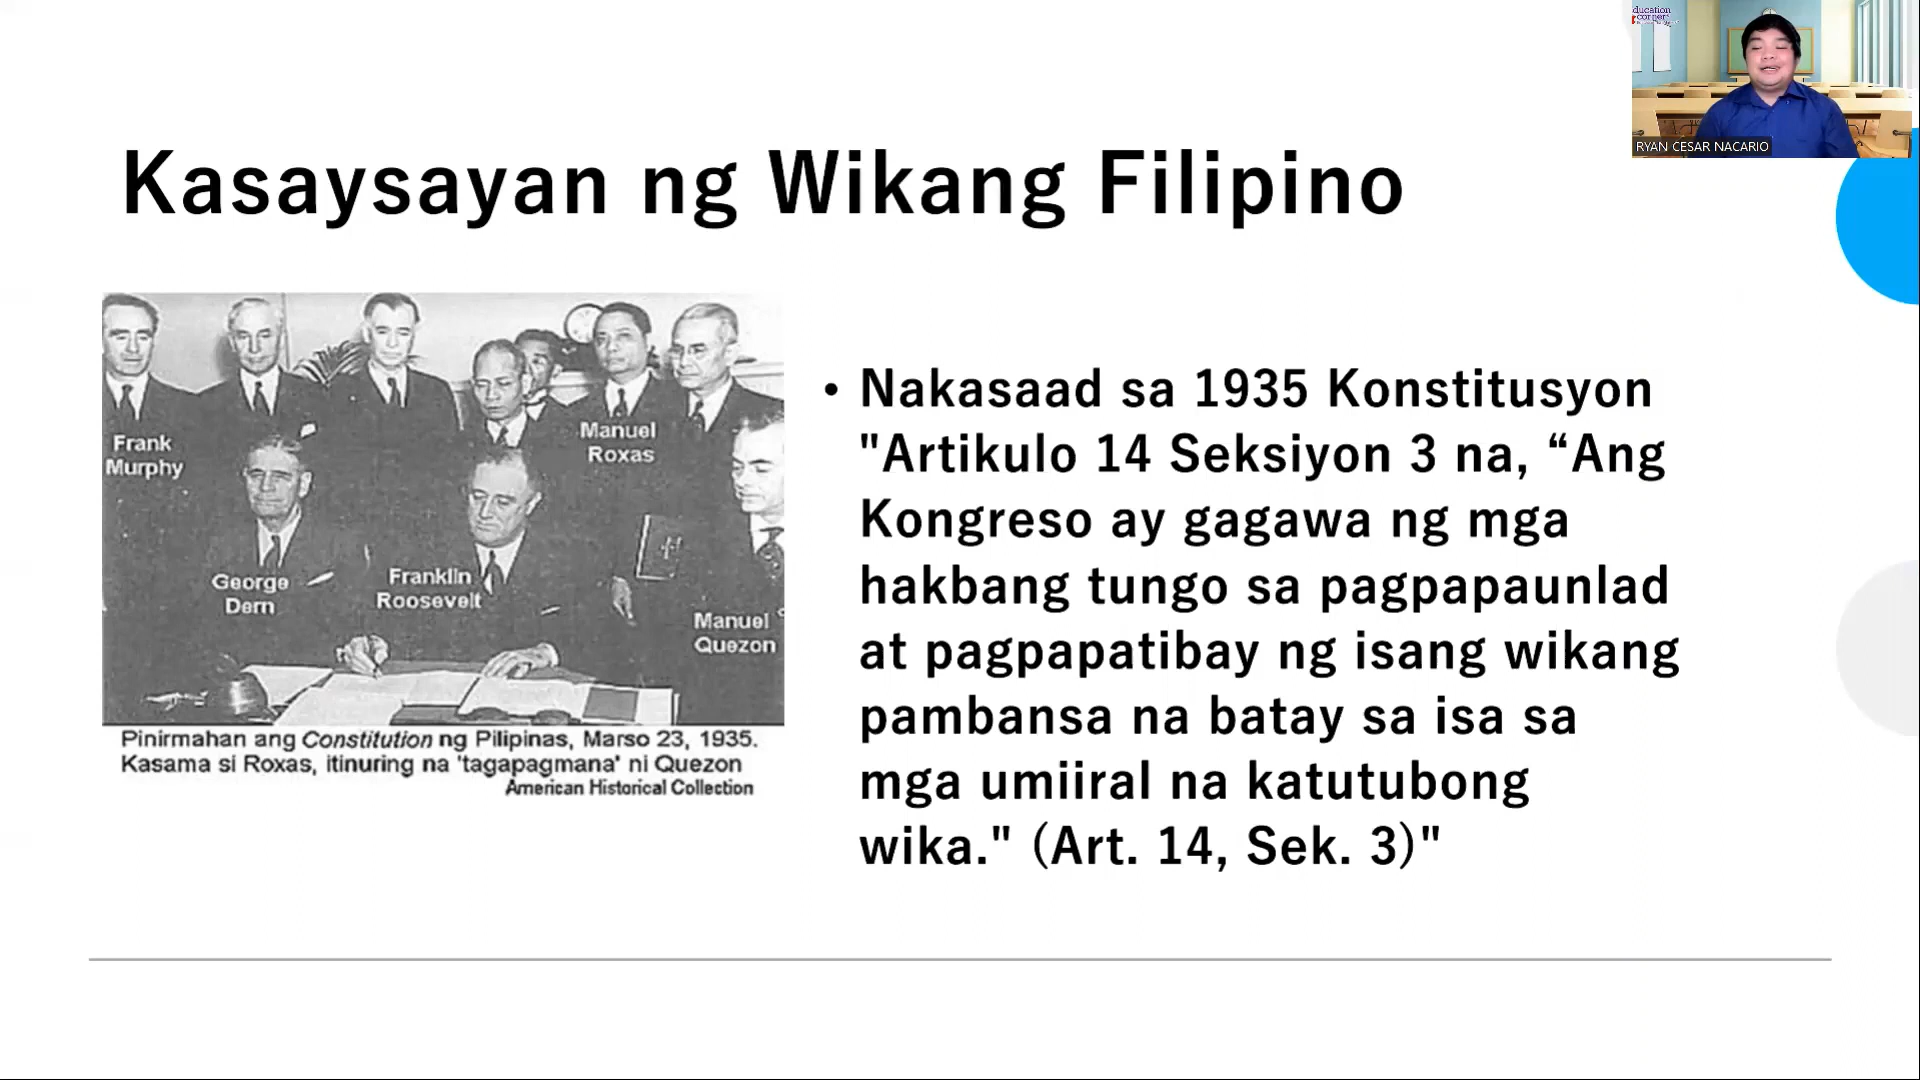 ducation
corner
RYAN CESAR NACARIO
Kasaysayan ng Wikang Filipino
Frank
Murphy
Manuel
Roxas
George
Dern
Franklin
Roosevelt
Manuel
Quezon
Pinirmahan ang Constitution ng Pilipinas, Marso 23, 1935.
Kasama si Roxas, itinuring na 'tagapagmana' ni Quezon
American Historical Collection
• Nakasaad sa 1935 Konstitusyon
"Artikulo 14 Seksiyon 3 na, “Ang
Kongreso ay gagawa ng mga
hakbang tungo sa pagpapaunlad
at pagpapatibay ng isang wikang
pambansa na batay sa isa sa
mga umiiral na katutubong
wika." (Art. 14, Sek. 3)"